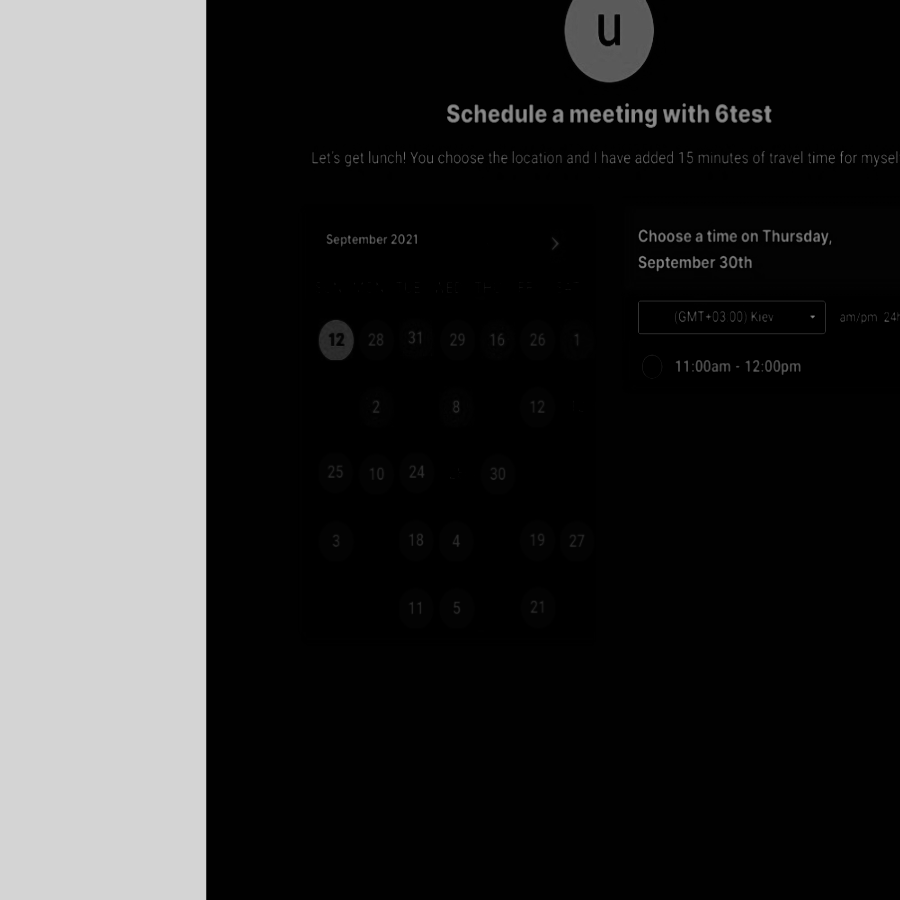 u
Schedule a meeting with 6test
Let's get lunch! You choose the location and I have added 15 minutes of travel time for mysel
September 2021
Choose a time on Thursday,
September 30th
(GMT+03:00) Kiev
am/pm 24h
11:00am - 12:00pm
12 28 31 29 16 26 1
2 8 12
25 10 24 30
3 18 4 19 27
11 5 21